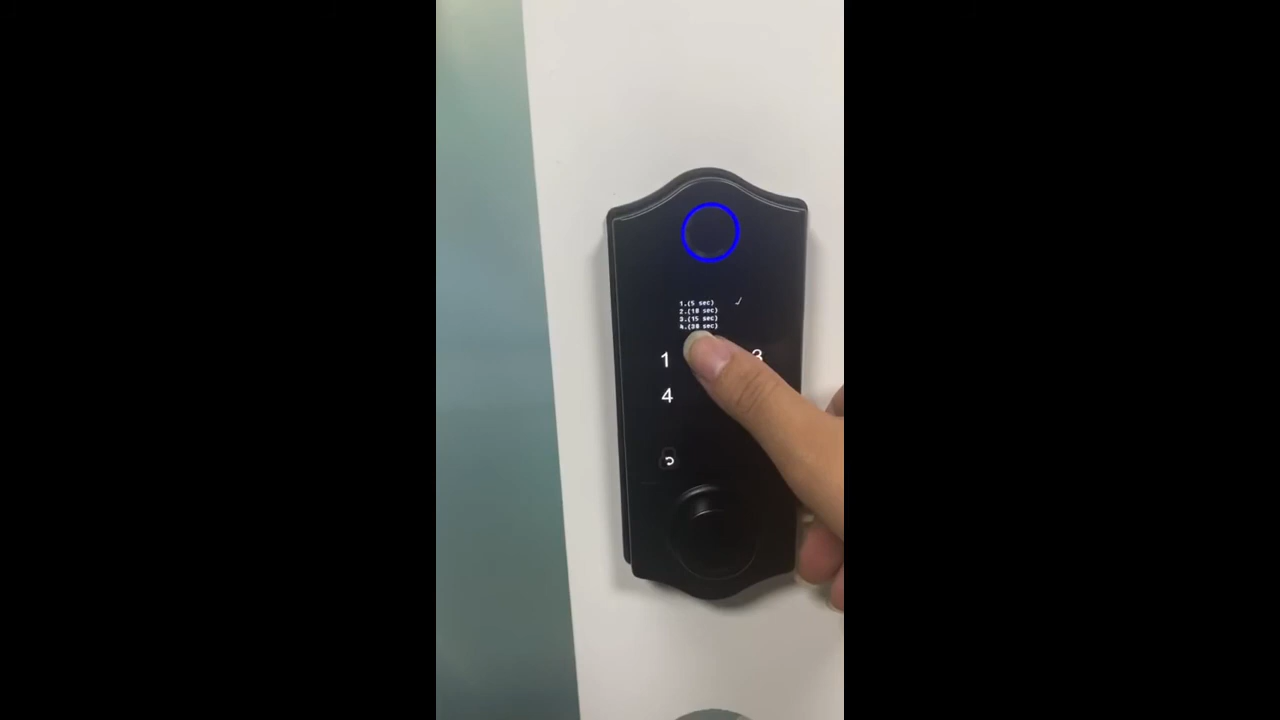 1.(5 sec) ✓
2.(10 sec)
3.(15 sec)
4.(30 sec)
1 3
4